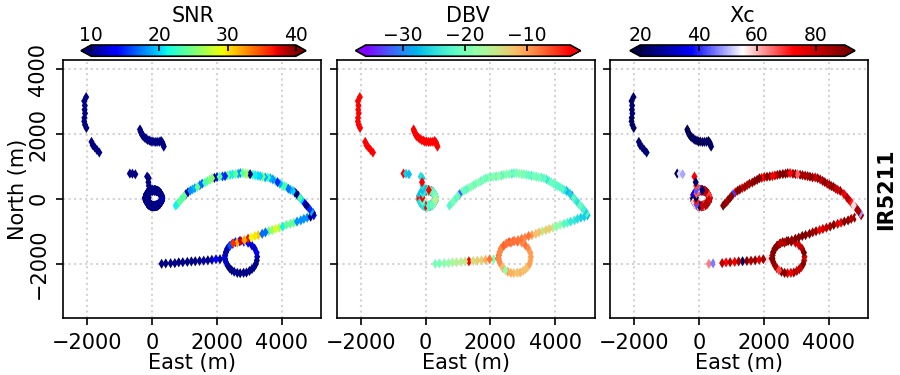 SNR DBV Xc
10 20 30 40 −30 −20 −10 20 40 60 80
4000
2000
0
−2000
North (m)
IR5211
−2000 0 2000 4000 −2000 0 2000 4000 −2000 0 2000 4000
East (m) East (m) East (m)